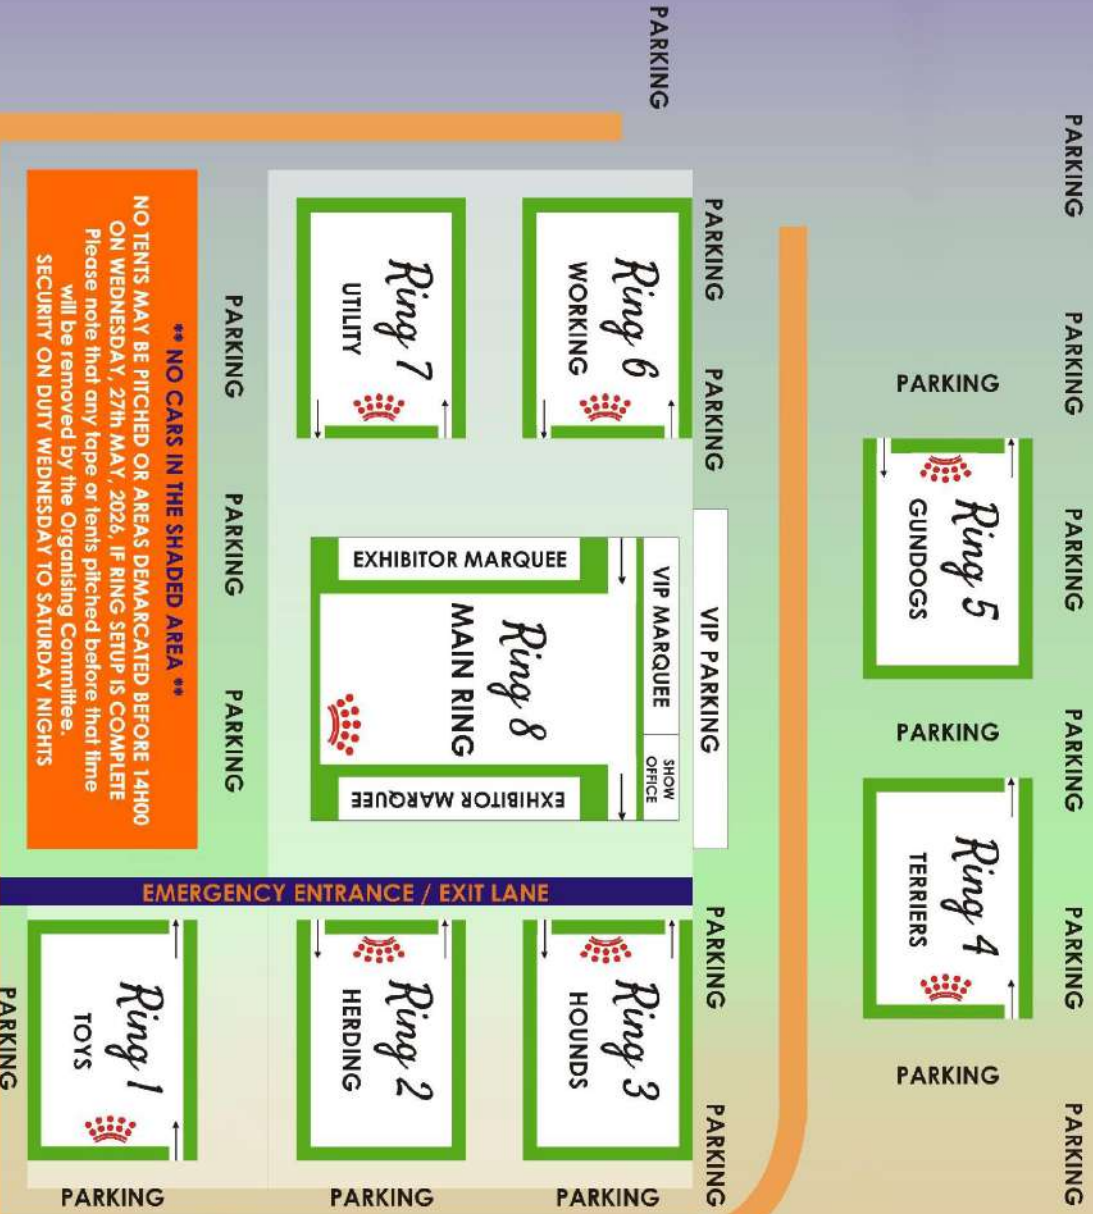 PARKING
PARKING
PARKING
PARKING
PARKING
PARKING
PARKING
Ring 5
GUNDOGS
PARKING
Ring 4
TERRIERS
PARKING
PARKING
PARKING
VIP PARKING
PARKING
PARKING
PARKING
Ring 6
WORKING
VIP MARQUEE
SHOW
OFFICE
Ring 3
HOUNDS
PARKING
EXHIBITOR MARQUEE
Ring 8
MAIN RING
EXHIBITOR MARQUEE
EMERGENCY ENTRANCE / EXIT LANE
Ring 7
UTILITY
Ring 2
HERDING
PARKING
PARKING
PARKING
PARKING
** NO CARS IN THE SHADED AREA **
NO TENTS MAY BE PITCHED OR AREAS DEMARCATED BEFORE 14H00
ON WEDNESDAY, 27th MAY, 2026, IF RING SETUP IS COMPLETE
Please note that any tape or tents pitched before that time
will be removed by the Organising Committee.
SECURITY ON DUTY WEDNESDAY TO SATURDAY NIGHTS
Ring 1
TOYS
PARKING
PARKING